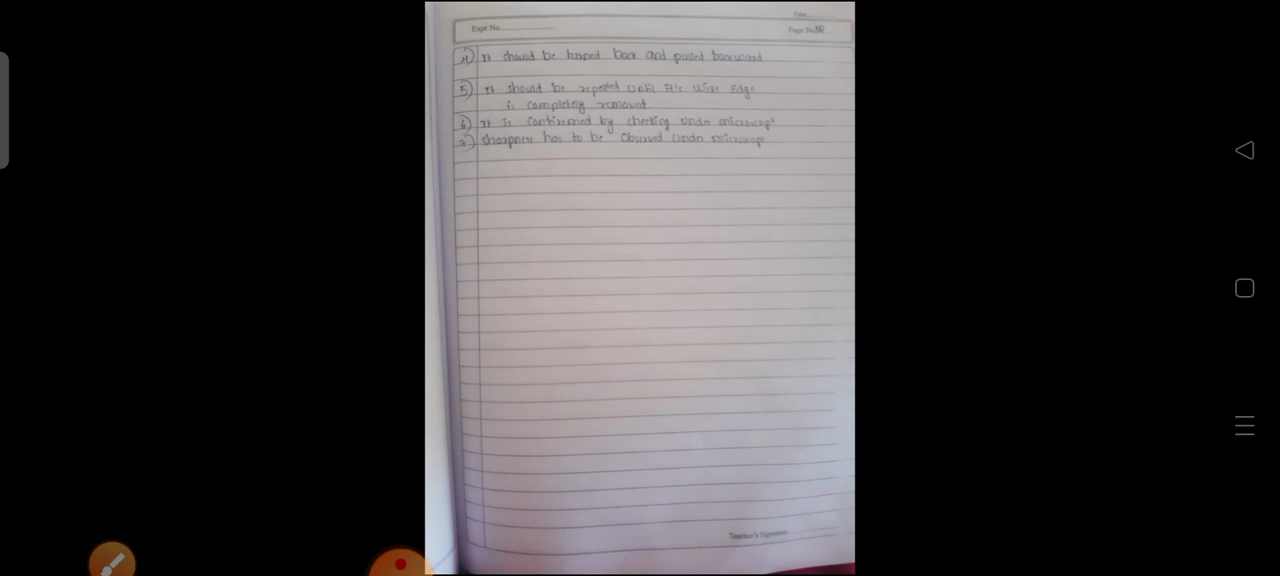 Date
Expt No.
Page No.
4) It should be turned back and pulled backward
5) It should be repeated until it's wire Edge
is completely removed.
6) It is confirmed by checking under microscope
7) Sharpness has to be observed under microscope
Teacher's Signature